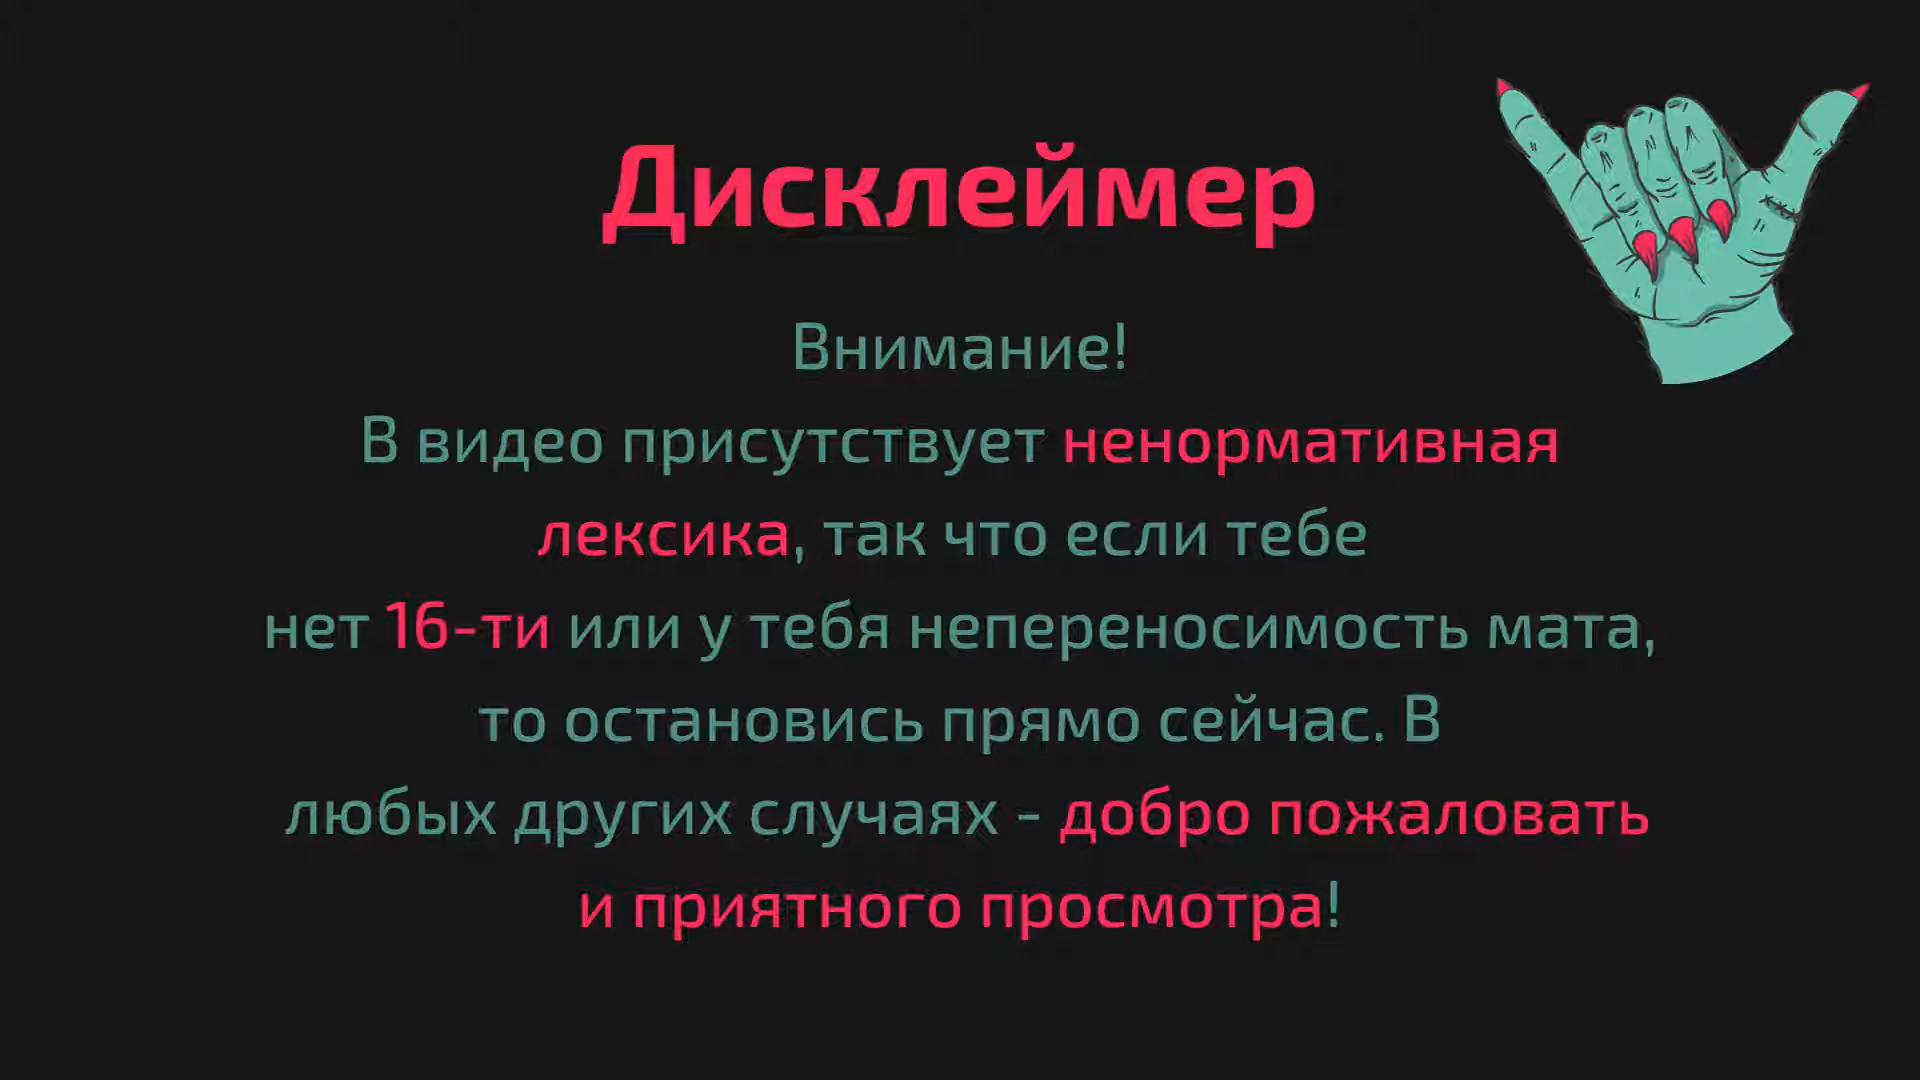 Дисклеймер
Внимание!
В видео присутствует ненормативная
лексика, так что если тебе
нет 16-ти или у тебя непереносимость мата,
то остановись прямо сейчас. В
любых других случаях - добро пожаловать
и приятного просмотра!